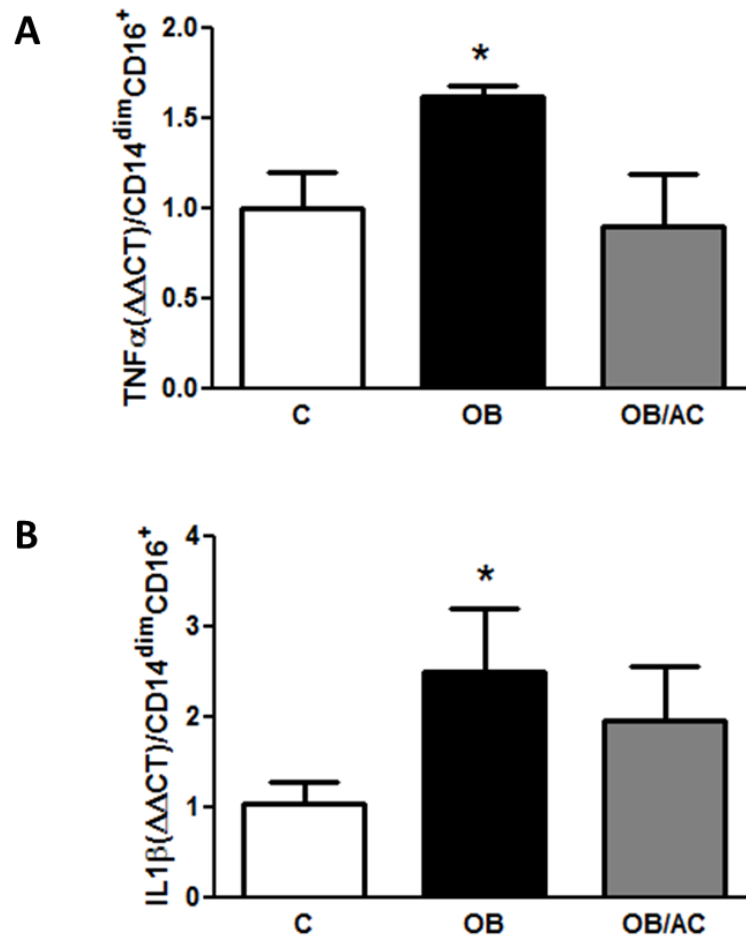 A
TNFα(ΔΔCT)/CD14dimCD16+
2.0
*
1.5
1.0
0.5
0.0
C OB OB/AC
B
IL1β(ΔΔCT)/CD14dimCD16+
4
*
3
2
1
0
C OB OB/AC